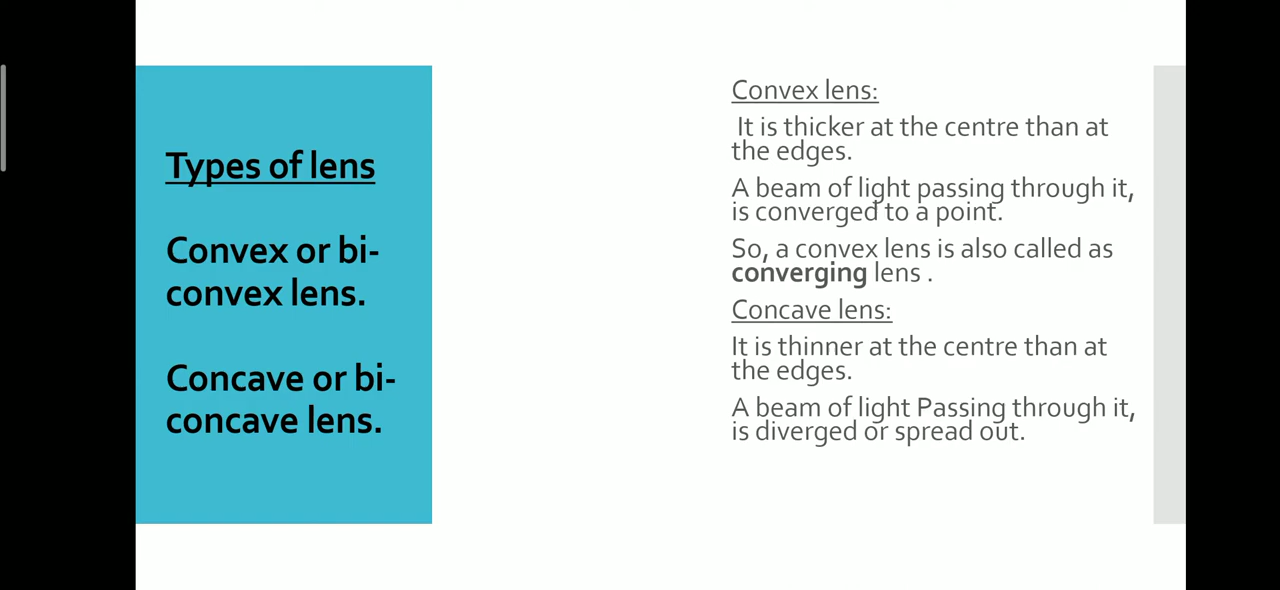 Types of lens
Convex or bi-
convex lens.
Concave or bi-
concave lens.
Convex lens:
It is thicker at the centre than at
the edges.
A beam of light passing through it,
is converged to a point.
So, a convex lens is also called as
converging lens .
Concave lens:
It is thinner at the centre than at
the edges.
A beam of light Passing through it,
is diverged or spread out.